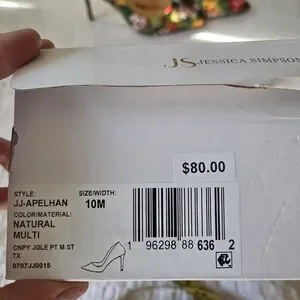 JS JESSICA SIMPSON
$80.00
STYLE: SIZE/WIDTH:
JJ-APELHAN 10M
COLOR/MATERIAL:
NATURAL
MULTI
CNPY JGLE PT M ST
TX
0707JJ0015
1 96298 88 636 2